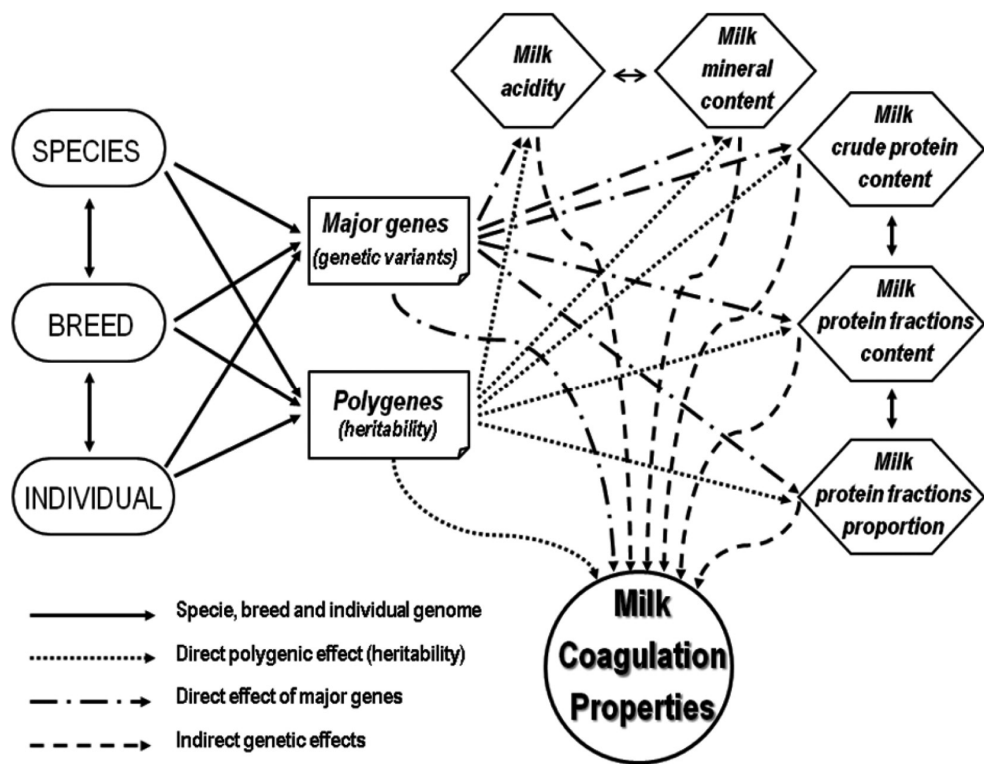 Milk
acidity
Milk
mineral
content
SPECIES
Milk
crude protein
content
Major genes
(genetic variants)
BREED
Milk
protein fractions
content
Polygenes
(heritability)
INDIVIDUAL
Milk
protein fractions
proportion
Milk
Coagulation
Properties
Specie, breed and individual genome
Direct polygenic effect (heritability)
Direct effect of major genes
Indirect genetic effects